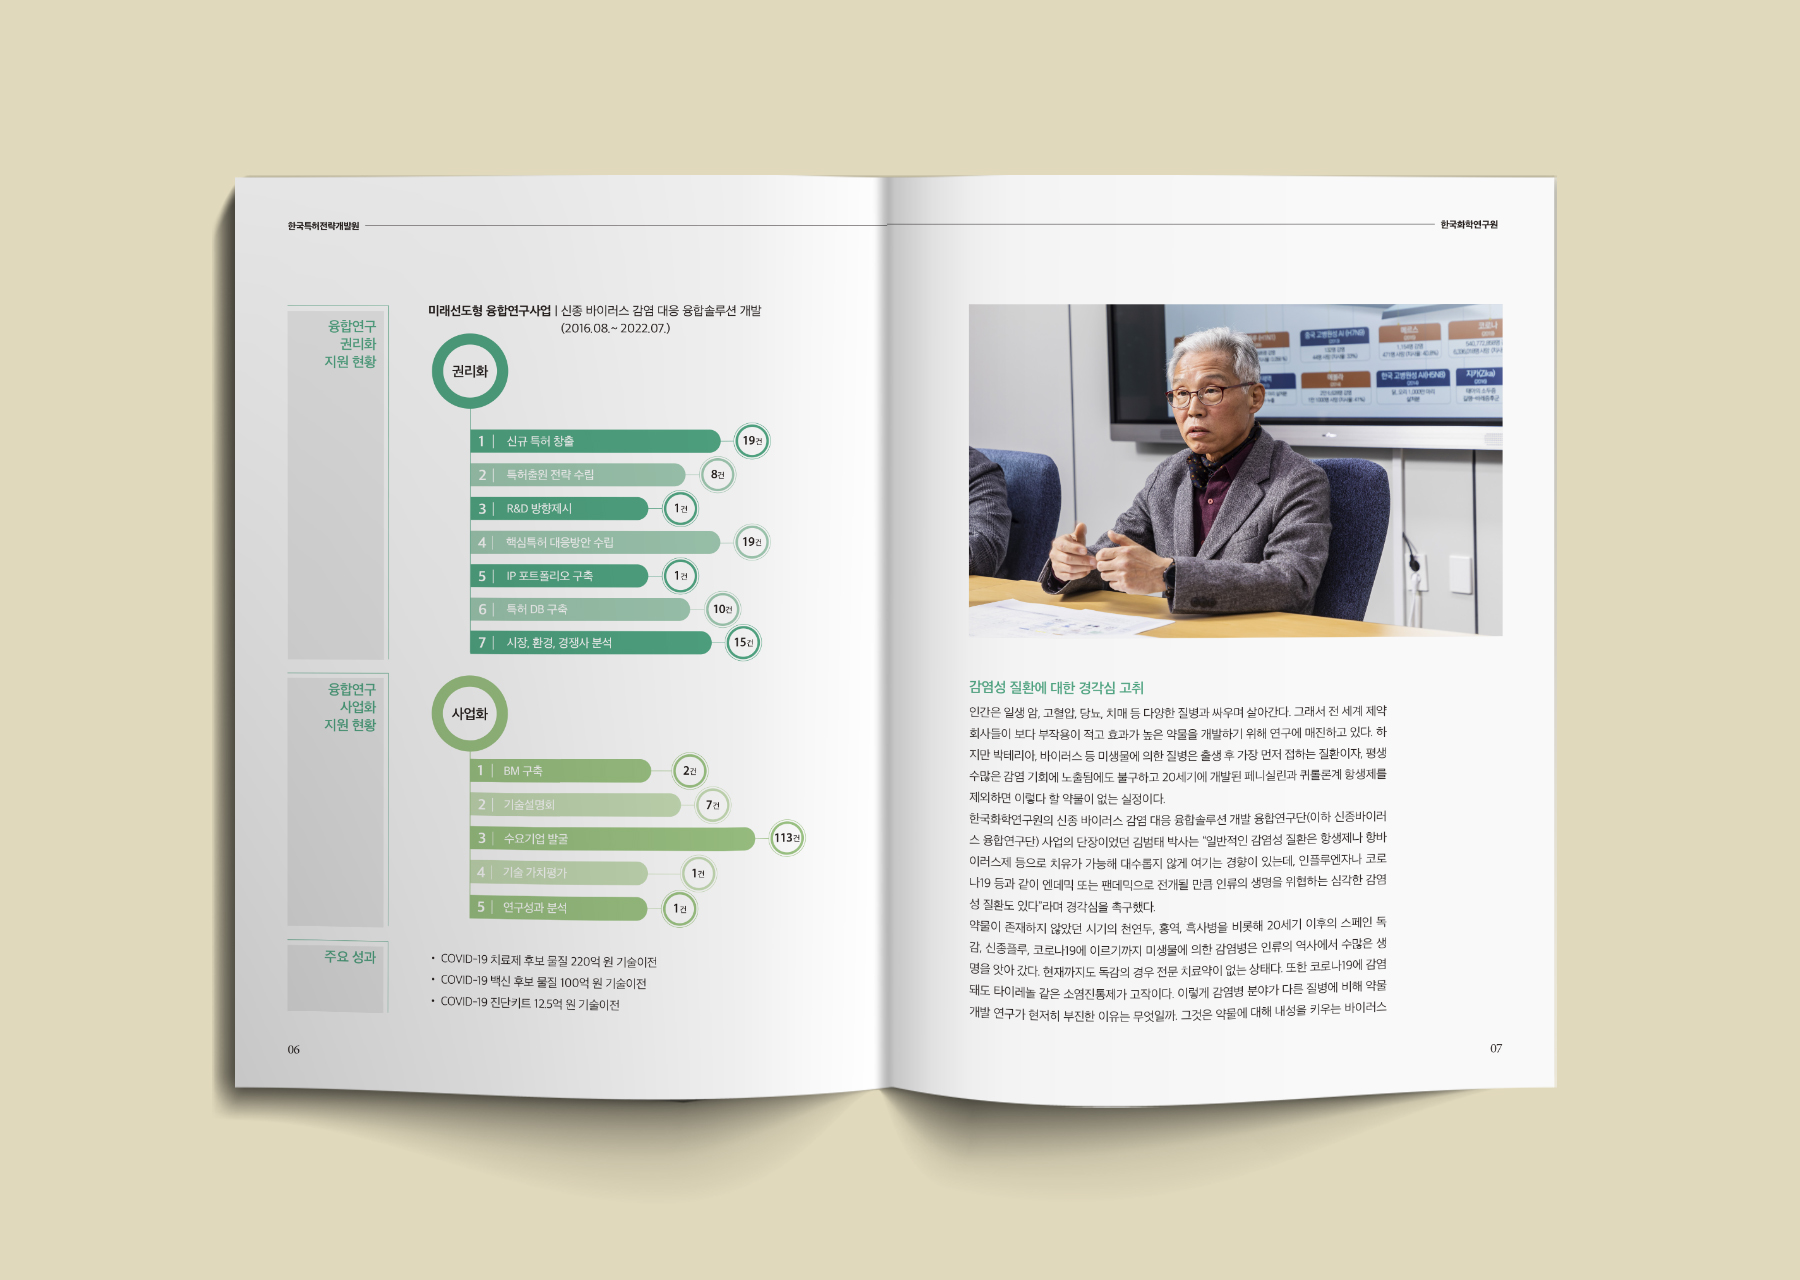 한국특허전략개발원
융합연구
권리화
지원 현황
미래선도형 융합연구사업 | 신종 바이러스 감염 대응 융합솔루션 개발
(2016.08.~ 2022.07.)
권리화
1 | 신규 특허 창출 19건
2 | 특허출원 전략 수립 8건
3 | R&D 방향제시 1건
4 | 핵심특허 대응방안 수립 19건
5 | IP 포트폴리오 구축 1건
6 | 특허 DB 구축 10건
7 | 시장, 환경, 경쟁사 분석 15건
융합연구
사업화
지원 현황
사업화
1 | BM 구축 2건
2 | 기술설명회 7건
3 | 수요기업 발굴 113건
4 | 기술 가치평가 1건
5 | 연구성과 분석 1건
주요 성과
• COVID-19 치료제 후보 물질 220억 원 기술이전
• COVID-19 백신 후보 물질 100억 원 기술이전
• COVID-19 진단키트 12.5억 원 기술이전
06
한국화학연구원
중국 고병원성 AI (H7N9)
메르스
코로나
에볼라
한국 고병원성 AI(H5N8)
지카(Zika)
감염성 질환에 대한 경각심 고취
인간은 일생 암, 고혈압, 당뇨, 치매 등 다양한 질병과 싸우며 살아간다. 그래서 전 세계 제약
회사들이 보다 부작용이 적고 효과가 높은 약물을 개발하기 위해 연구에 매진하고 있다. 하
지만 박테리아, 바이러스 등 미생물에 의한 질병은 출생 후 가장 먼저 접하는 질환이자, 평생
수많은 감염 기회에 노출됨에도 불구하고 20세기에 개발된 페니실린과 퀴롤론계 항생제를
제외하면 이렇다 할 약물이 없는 실정이다.
한국화학연구원의 신종 바이러스 감염 대응 융합솔루션 개발 융합연구단(이하 신종바이러
스 융합연구단) 사업의 단장이었던 김범태 박사는 “일반적인 감염성 질환은 항생제나 항바
이러스제 등으로 치유가 가능해 대수롭지 않게 여기는 경향이 있는데, 인플루엔자나 코로
나19 등과 같이 엔데믹 또는 팬데믹으로 전개될 만큼 인류의 생명을 위협하는 심각한 감염
성 질환도 있다”라며 경각심을 촉구했다.
약물이 존재하지 않았던 시기의 천연두, 홍역, 흑사병을 비롯해 20세기 이후의 스페인 독
감, 신종플루, 코로나19에 이르기까지 미생물에 의한 감염병은 인류의 역사에서 수많은 생
명을 앗아 갔다. 현재까지도 독감의 경우 전문 치료약이 없는 상태다. 또한 코로나19에 감염
돼도 타이레놀 같은 소염진통제가 고작이다. 이렇게 감염병 분야가 다른 질병에 비해 약물
개발 연구가 현저히 부진한 이유는 무엇일까. 그것은 약물에 대해 내성을 키우는 바이러스
07